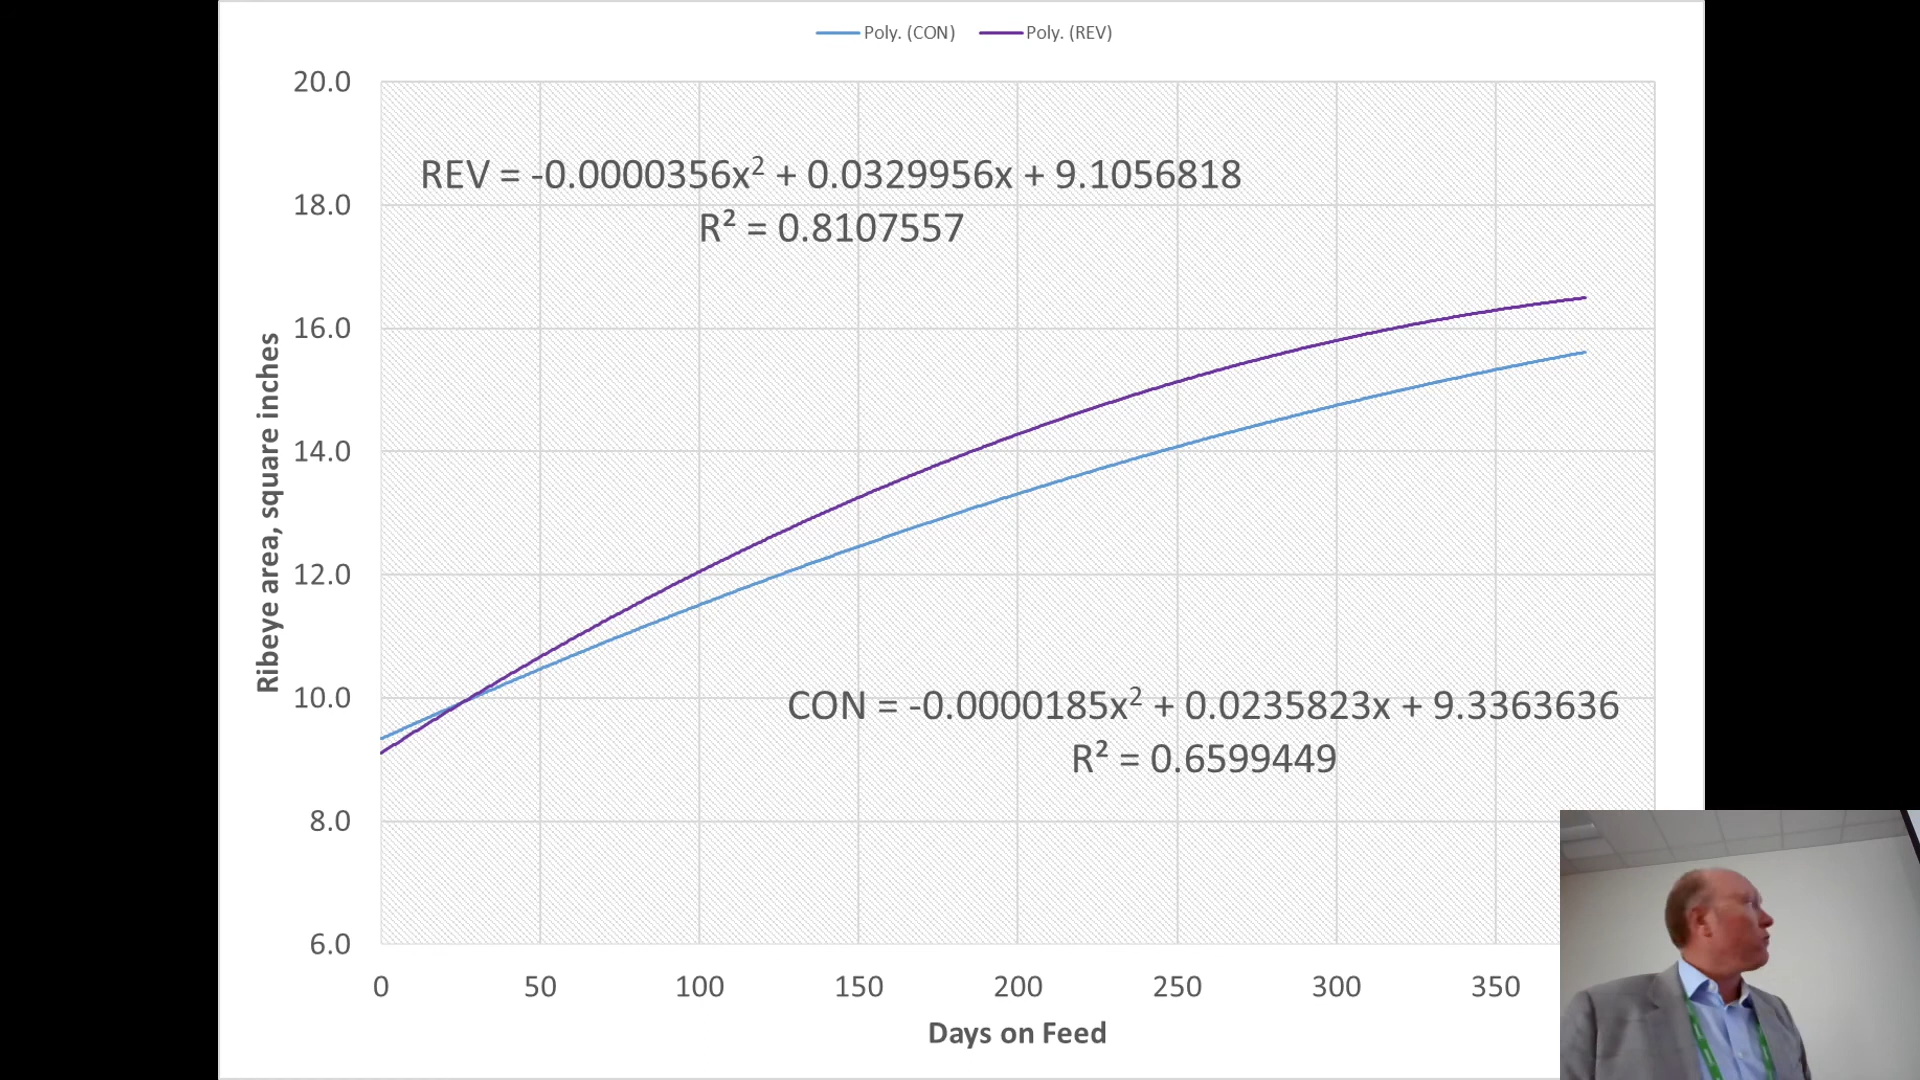 Poly. (CON) Poly. (REV)
20.0
REV = -0.0000356x² + 0.0329956x + 9.1056818
18.0
R² = 0.8107557
16.0
Ribeye area, square inches
14.0
12.0
10.0
CON = -0.0000185x² + 0.0235823x + 9.3363636
R² = 0.6599449
8.0
6.0
0 50 100 150 200 250 300 350
Days on Feed